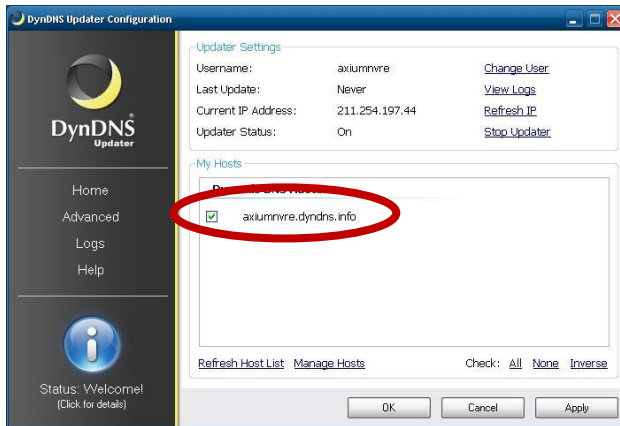 DynDNS Updater Configuration
DynDNS
Updater
Home
Advanced
Logs
Help
Status: Welcome!
(Click for details)
Updater Settings
Username: axiumnvre Change User
Last Update: Never View Logs
Current IP Address: 211.254.197.44 Refresh IP
Updater Status: On Stop Updater
My Hosts
axiumnvre.dyndns.info
Refresh Host List Manage Hosts Check: All None Inverse
OK Cancel Apply